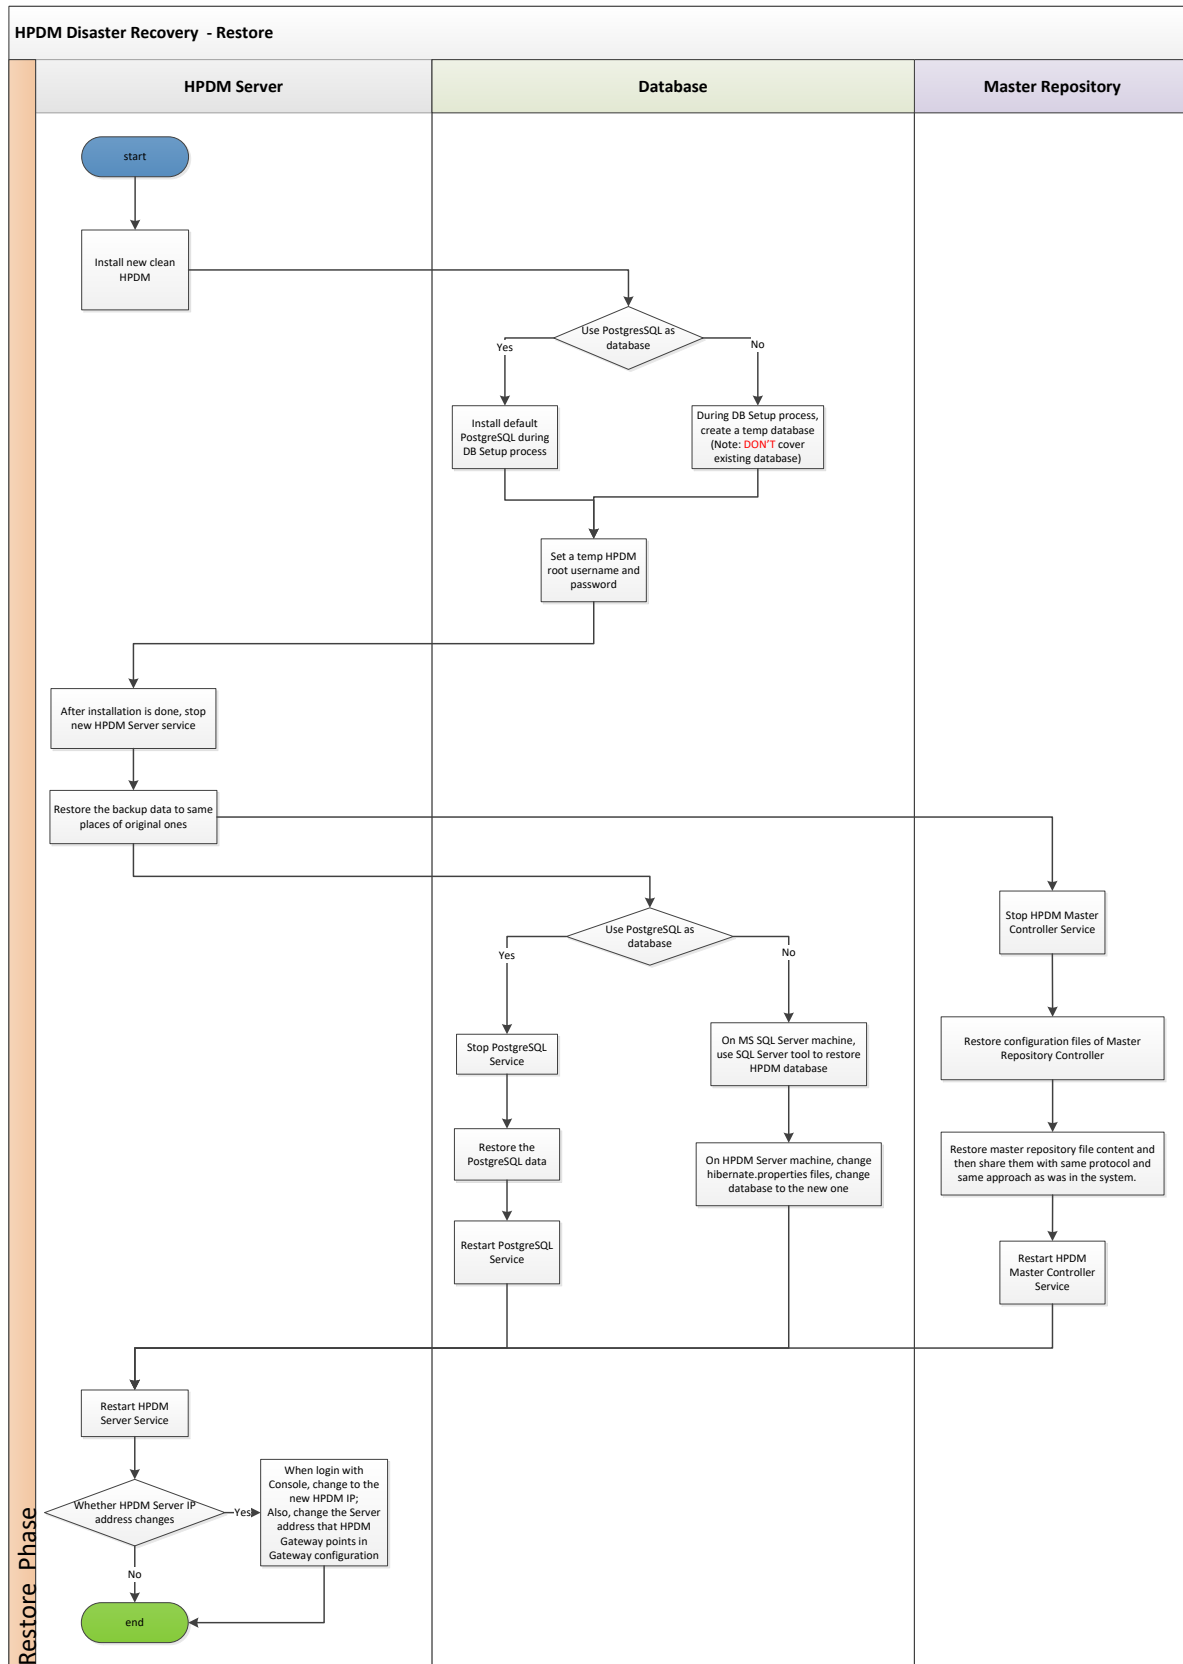 HPDM Disaster Recovery - Restore
HPDM Server
Database
Master Repository
Restore Phase
start
Install new clean
HPDM
Use PostgresSQL as
database
Yes
No
Install default
PostgreSQL during
DB Setup process
During DB Setup process,
create a temp database
(Note: DON'T cover
existing database)
Set a temp HPDM
root username and
password
After installation is done, stop
new HPDM Server service
Restore the backup data to same
places of original ones
Use PostgreSQL as
database
Yes
No
Stop HPDM Master
Controller Service
Stop PostgreSQL
Service
On MS SQL Server machine,
use SQL Server tool to restore
HPDM database
Restore configuration files of Master
Repository Controller
Restore the
PostgreSQL data
On HPDM Server machine, change
hibernate.properties files, change
database to the new one
Restore master repository file content and
then share them with same protocol and
same approach as was in the system.
Restart PostgreSQL
Service
Restart HPDM
Master Controller
Service
Restart HPDM
Server Service
Whether HPDM Server IP
address changes
Yes
When login with
Console, change to the
new HPDM IP;
Also, change the Server
address that HPDM
Gateway points in
Gateway configuration
No
end